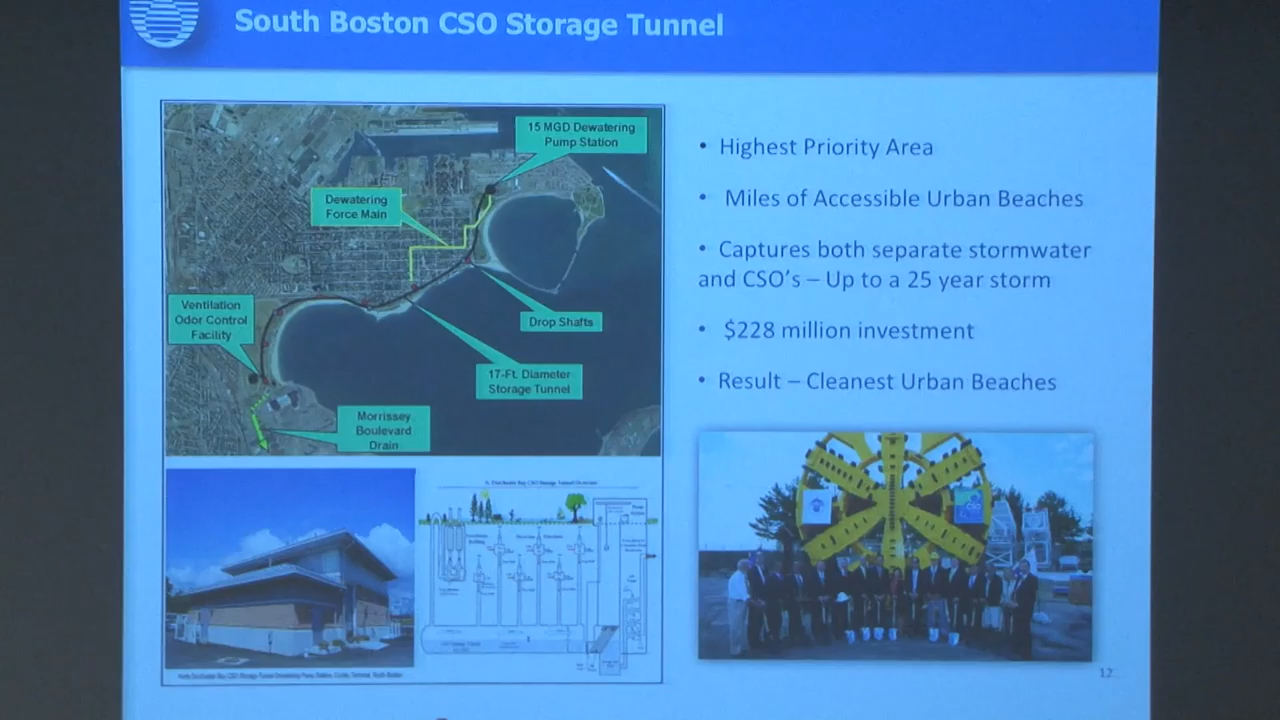 South Boston CSO Storage Tunnel
15 MGD Dewatering
Pump Station
Dewatering
Force Main
Ventilation
Odor Control
Facility
Drop Shafts
17-Ft. Diameter
Storage Tunnel
Morrissey
Boulevard
Drain
• Highest Priority Area
• Miles of Accessible Urban Beaches
• Captures both separate stormwater
and CSO's – Up to a 25 year storm
• $228 million investment
• Result – Cleanest Urban Beaches
12